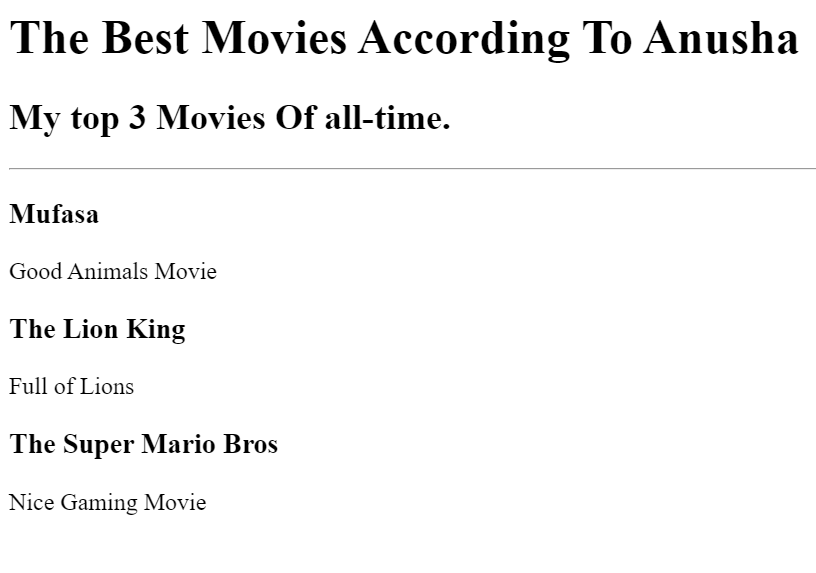 The Best Movies According To Anusha
My top 3 Movies Of all-time.
Mufasa
Good Animals Movie
The Lion King
Full of Lions
The Super Mario Bros
Nice Gaming Movie